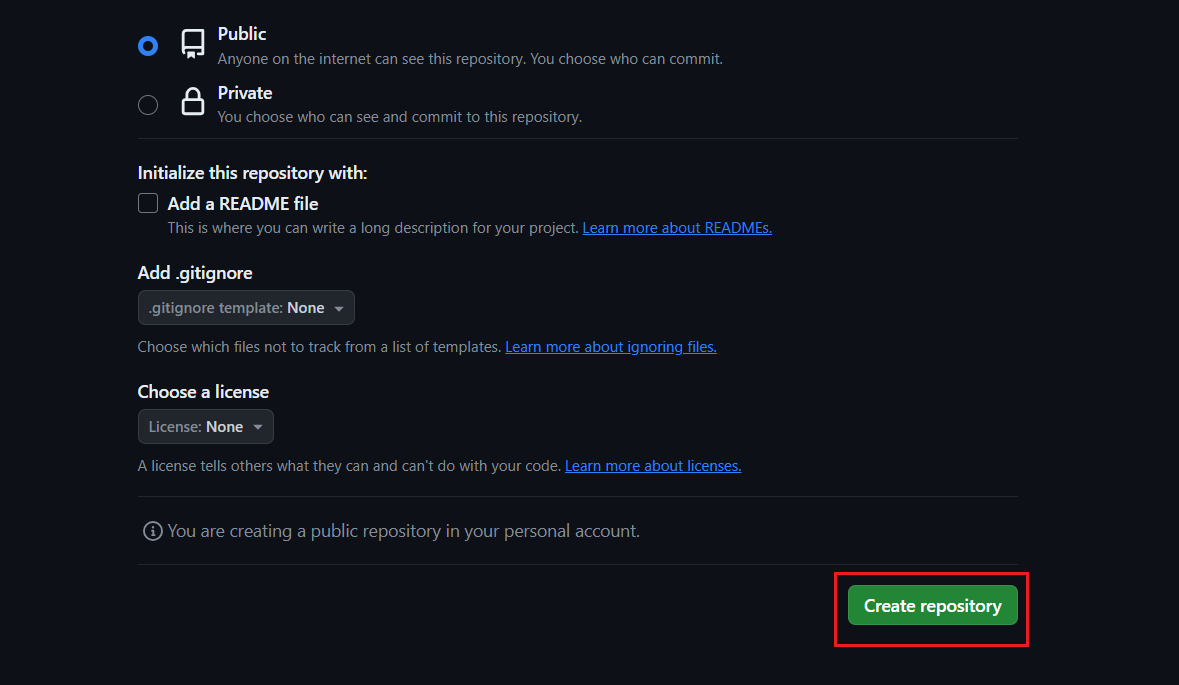 Public
Anyone on the internet can see this repository. You choose who can commit.
Private
You choose who can see and commit to this repository.
Initialize this repository with:
Add a README file
This is where you can write a long description for your project. Learn more about READMEs.
Add .gitignore
.gitignore template: None
Choose which files not to track from a list of templates. Learn more about ignoring files.
Choose a license
License: None
A license tells others what they can and can't do with your code. Learn more about licenses.
You are creating a public repository in your personal account.
Create repository